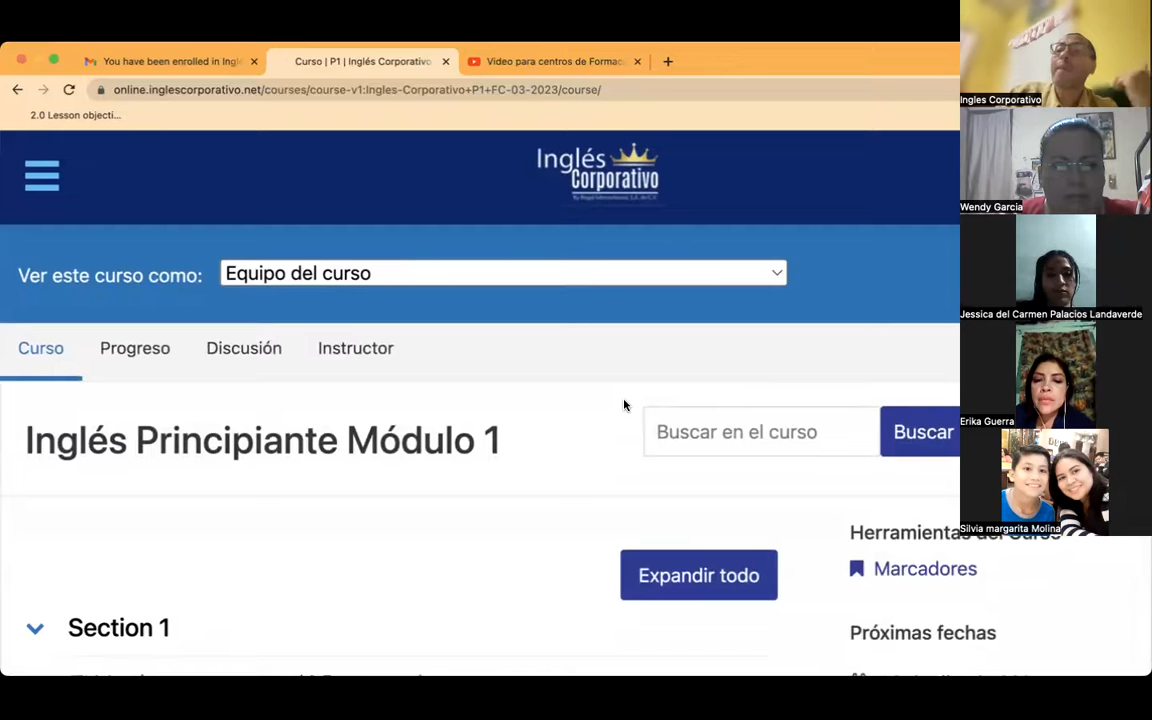 You have been enrolled in Ingl
Curso | P1 | Inglés Corporativo
Video para centros de Formac
online.inglescorporativo.net/courses/course-v1:Ingles-Corporativo+P1+FC-03-2023/course/
2.0 Lesson objecti...
Inglés
Corporativo
Ver este curso como:
Equipo del curso
Curso
Progreso
Discusión
Instructor
Inglés Principiante Módulo 1
Buscar en el curso
Buscar
Expandir todo
Section 1
Herramientas del Curso
Marcadores
Próximas fechas
Ingles Corporativo
Wendy Garcia
Jessica del Carmen Palacios Landaverde
Erika Guerra
Silvia margarita Molina